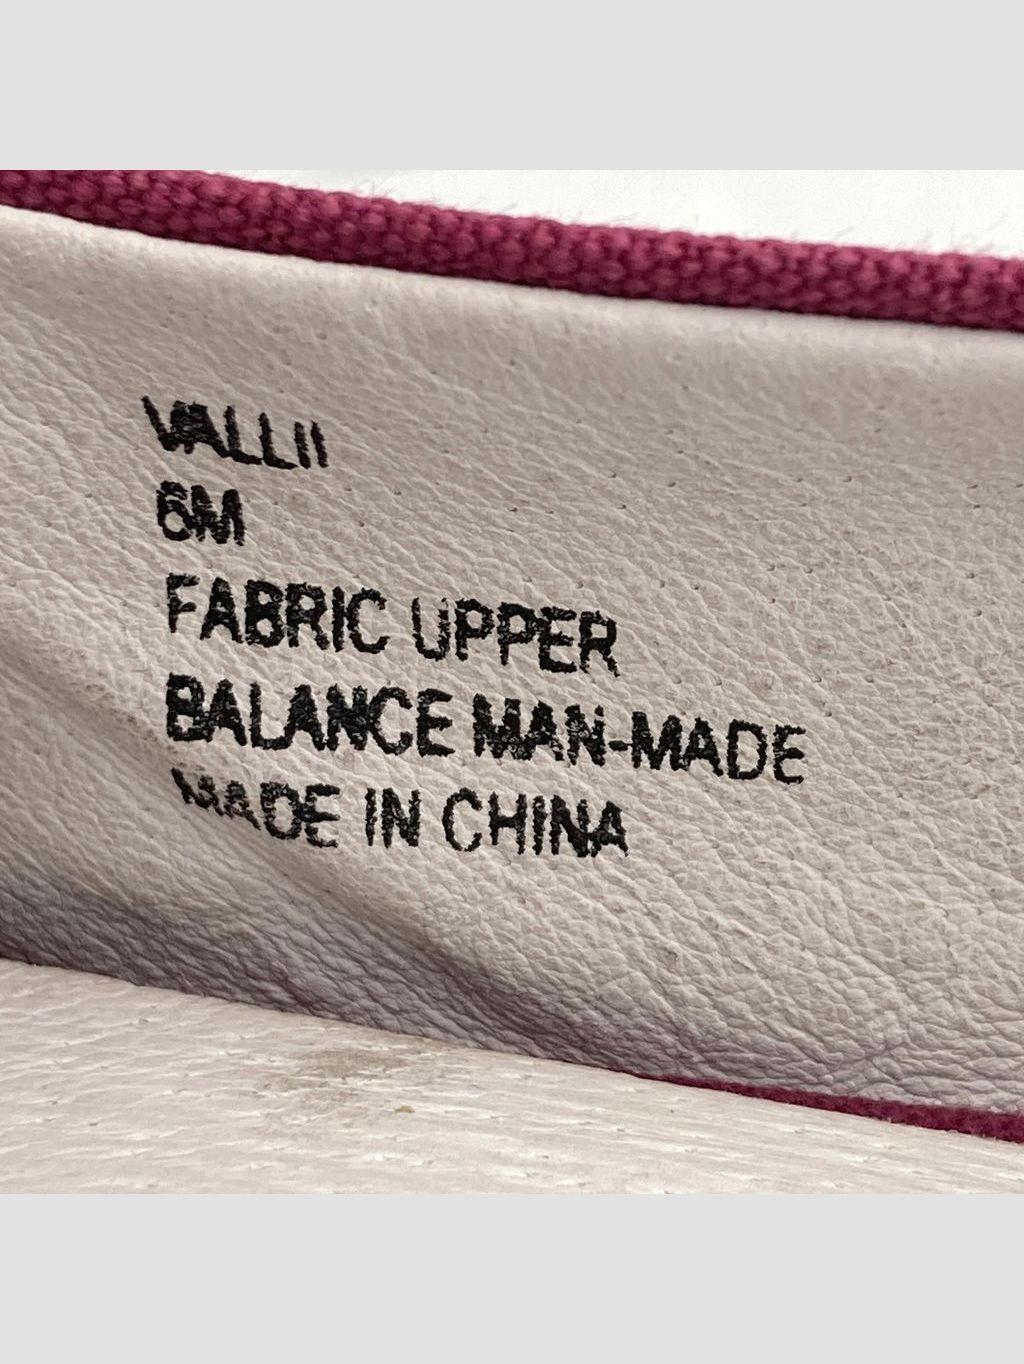 VALLII
6M
FABRIC UPPER
BALANCE MAN-MADE
MADE IN CHINA